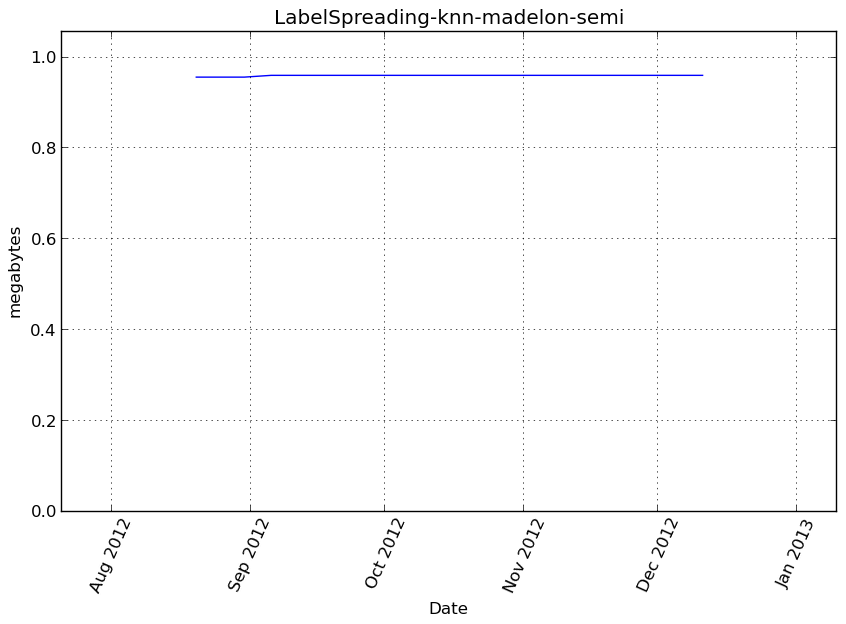 LabelSpreading-knn-madelon-semi
1.0
0.8
0.6
0.4
0.2
0.0
megabytes
Aug 2012
Sep 2012
Oct 2012
Nov 2012
Dec 2012
Jan 2013
Date